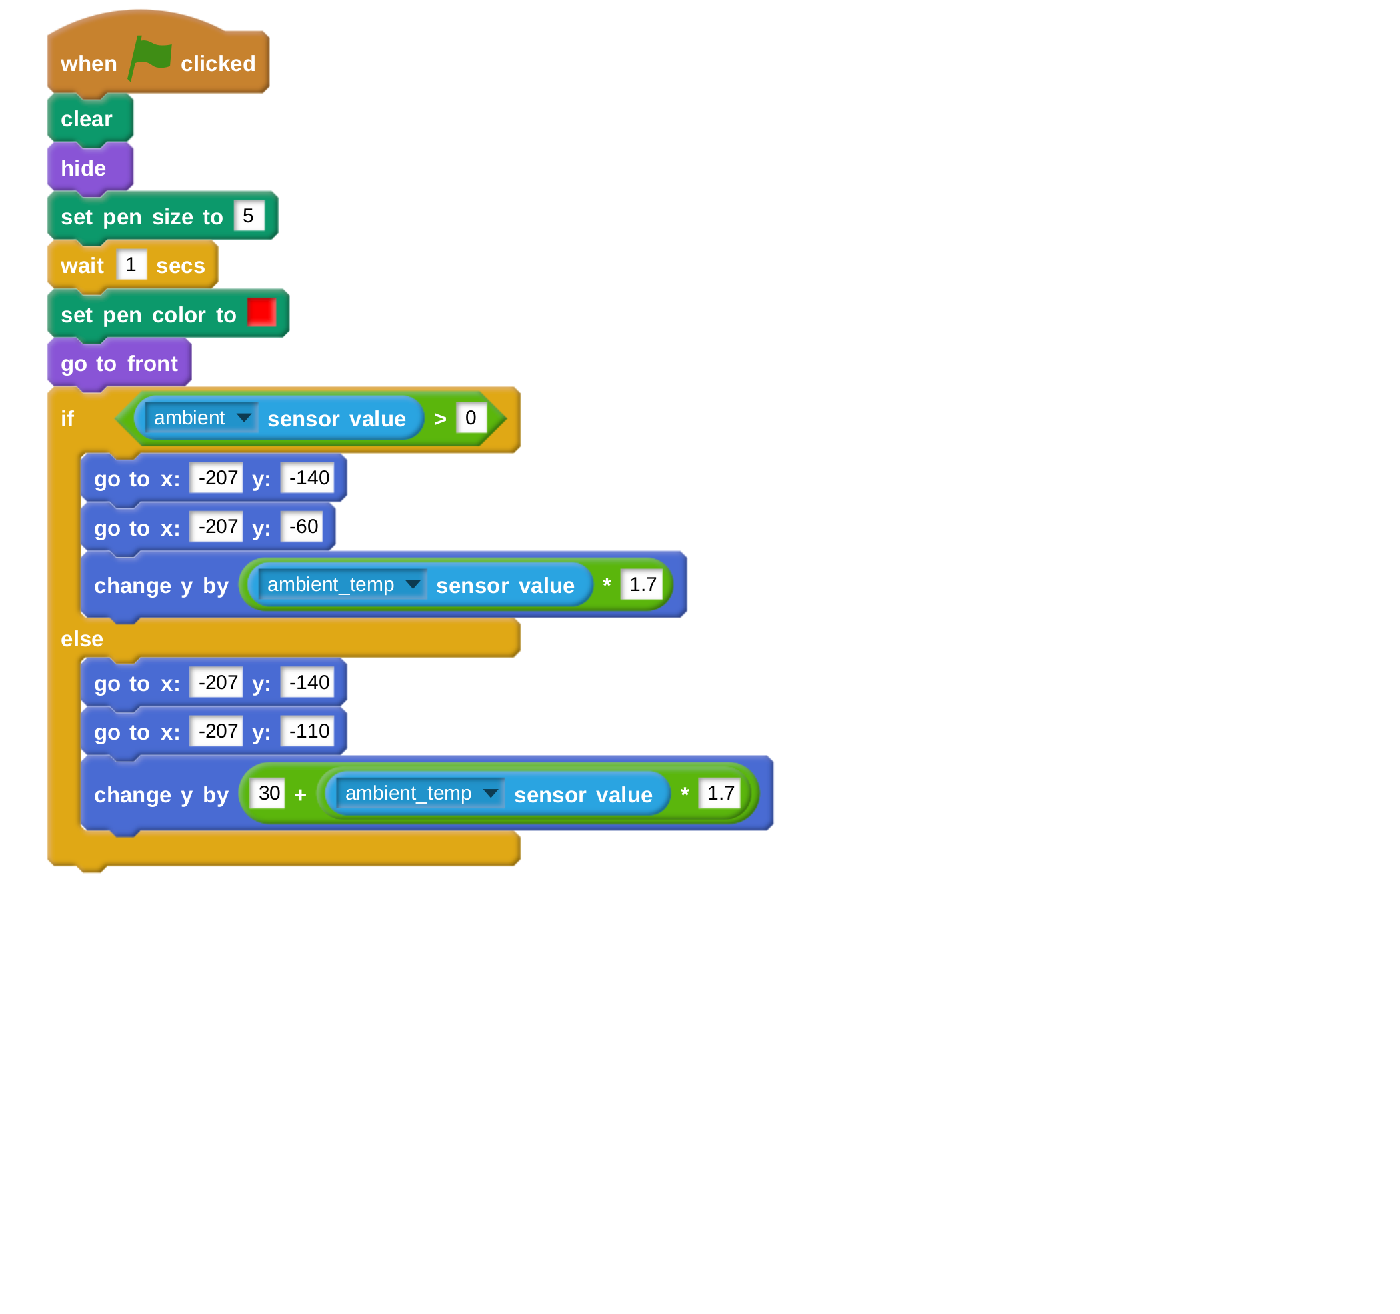 when clicked
clear
hide
set pen size to 5
wait 1 secs
set pen color to
go to front
if ambient sensor value > 0
go to x: -207 y: -140
go to x: -207 y: -60
change y by ambient_temp sensor value * 1.7
else
go to x: -207 y: -140
go to x: -207 y: -110
change y by 30 + ambient_temp sensor value * 1.7